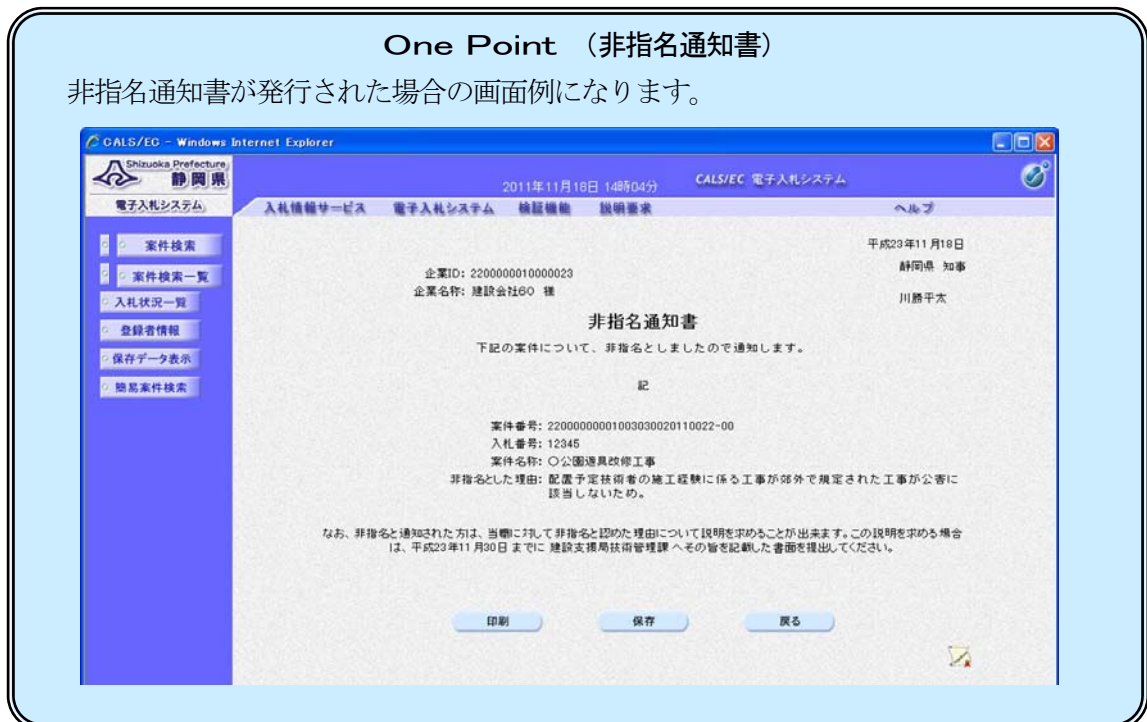 One Point (非指名通知書)
非指名通知書が発行された場合の画面例になります。
CALS/EC - Windows Internet Explorer
Shizuoka Prefecture
静岡県
2011年11月18日 14時04分
CALS/EC 電子入札システム
電子入札システム
入札情報サービス 電子入札システム 検証機能 説明要求 ヘルプ
案件検索
案件検索一覧
入札状況一覧
登録者情報
保存データ表示
簡易案件検索
平成23年11月18日
静岡県 知事
企業ID: 2200000010000023
企業名称: 建設会社60 様
川勝平太
非指名通知書
下記の案件について、非指名としましたので通知します。
記
案件番号: 2200000000100303002011
0022-00
入札番号: 12345
案件名称: 〇公園遊具改修工事
非指名とした理由: 配置予定技術者の施工経験に係る工事が郊外で規定された工事が公害に
該当しないため。
なお、非指名と通知された方は、当機に対して非指名と認めた理由について説明を求めることが出来ます。この説明を求める場合
は、平成23年11月30日 までに 建設支援局技術管理課 へその旨を記載した書面を提出してください。
印刷 保存 戻る